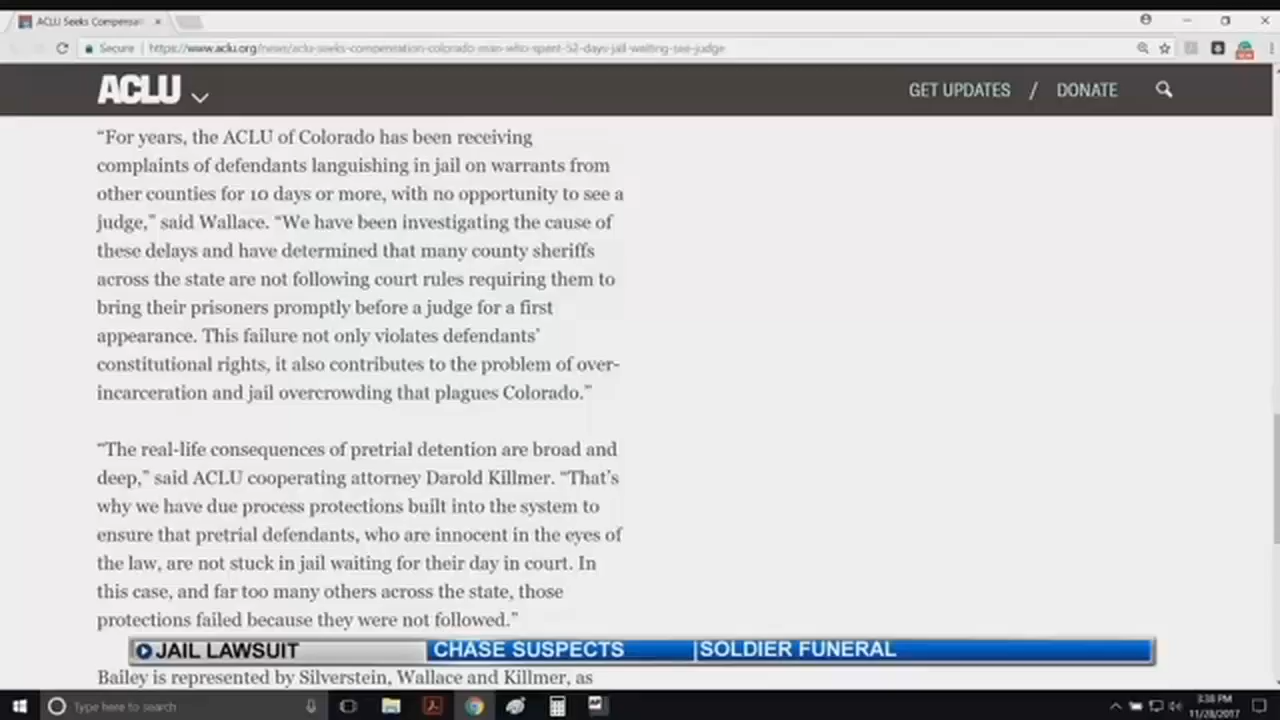 ACLU Seeks Compensat
Secure | https://www.aclu.org/news/aclu-seeks-compensation-colorado-man-who-spent-52-days-jail-waiting-see-judge
ACLU
GET UPDATES / DONATE
“For years, the ACLU of Colorado has been receiving
complaints of defendants languishing in jail on warrants from
other counties for 10 days or more, with no opportunity to see a
judge,” said Wallace. “We have been investigating the cause of
these delays and have determined that many county sheriffs
across the state are not following court rules requiring them to
bring their prisoners promptly before a judge for a first
appearance. This failure not only violates defendants’
constitutional rights, it also contributes to the problem of over-
incarceration and jail overcrowding that plagues Colorado.”
“The real-life consequences of pretrial detention are broad and
deep,” said ACLU cooperating attorney Darold Killmer. “That’s
why we have due process protections built into the system to
ensure that pretrial defendants, who are innocent in the eyes of
the law, are not stuck in jail waiting for their day in court. In
this case, and far too many others across the state, those
protections failed because they were not followed.”
JAIL LAWSUIT CHASE SUSPECTS SOLDIER FUNERAL
Bailey is represented by Silverstein, Wallace and Killmer, as
Type here to search
3:38 PM
11/28/2017